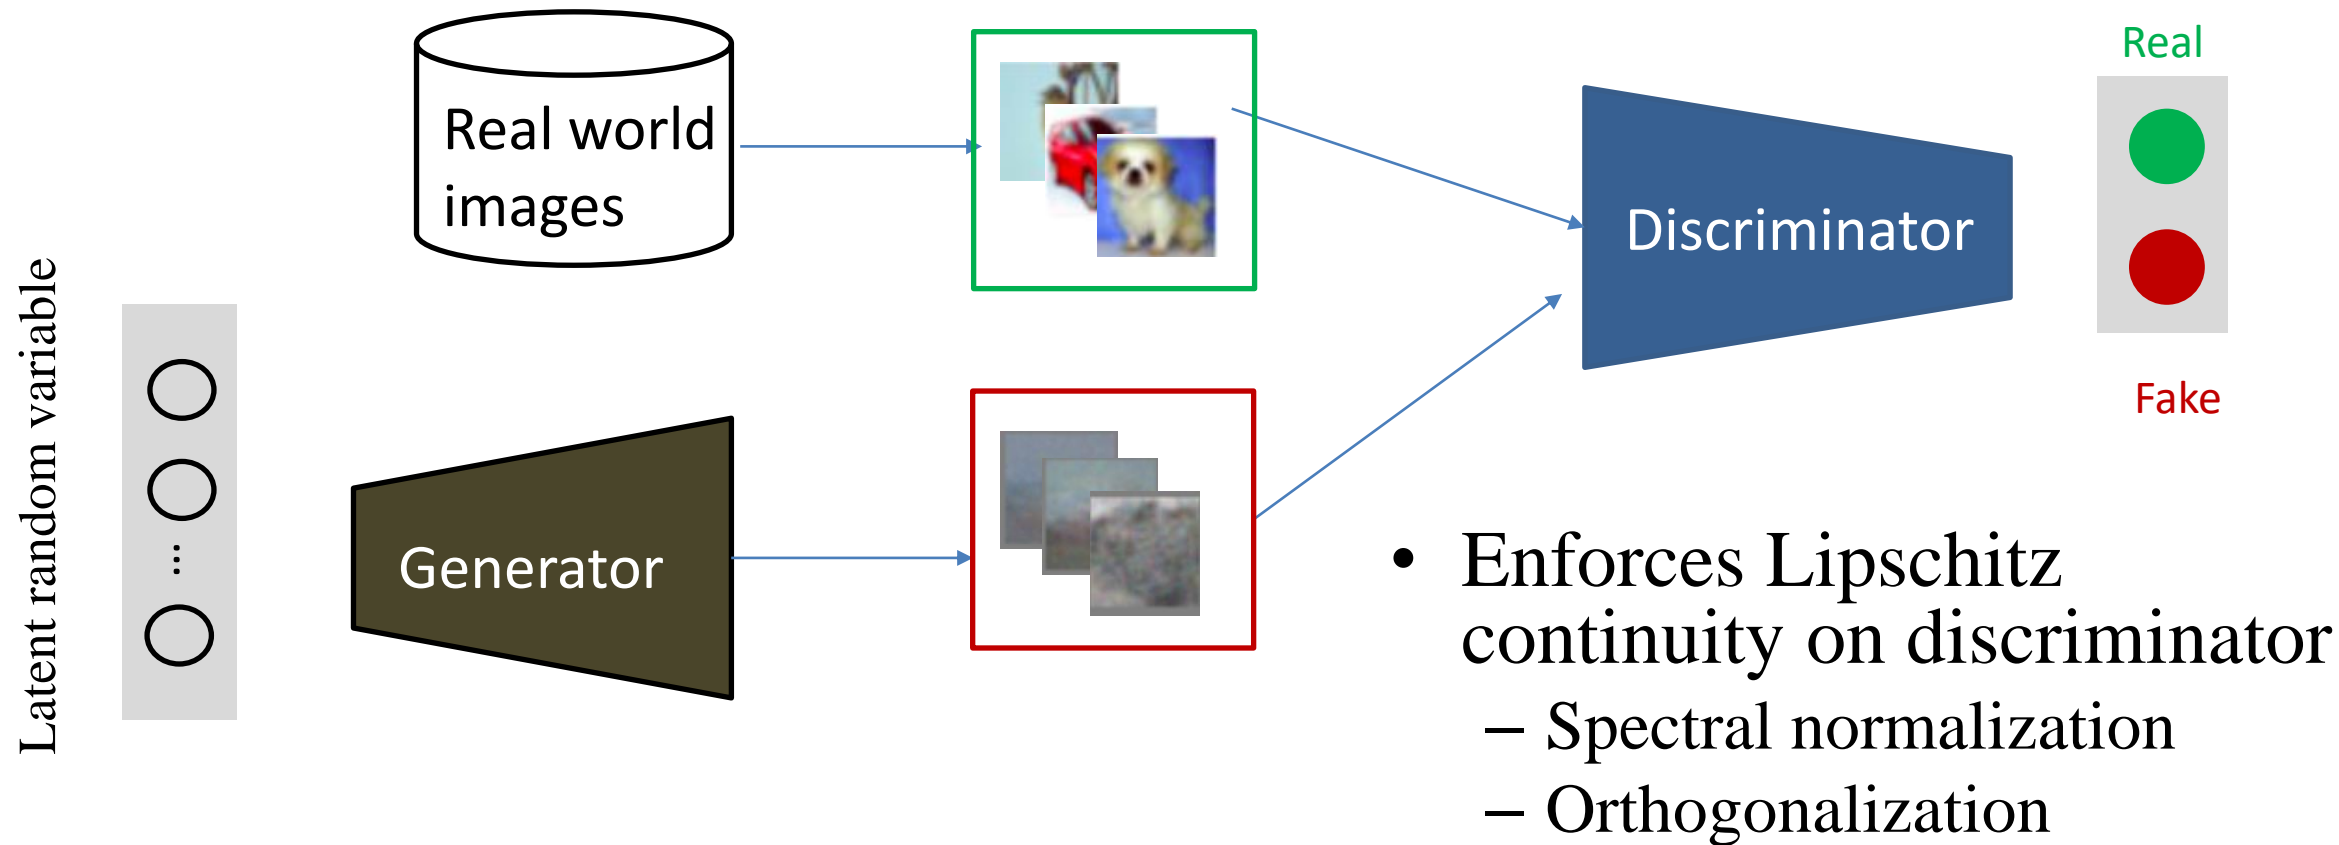 Real world
images
Real
Discriminator
Fake
Latent random variable
...
Generator
• Enforces Lipschitz
continuity on discriminator
– Spectral normalization
– Orthogonalization